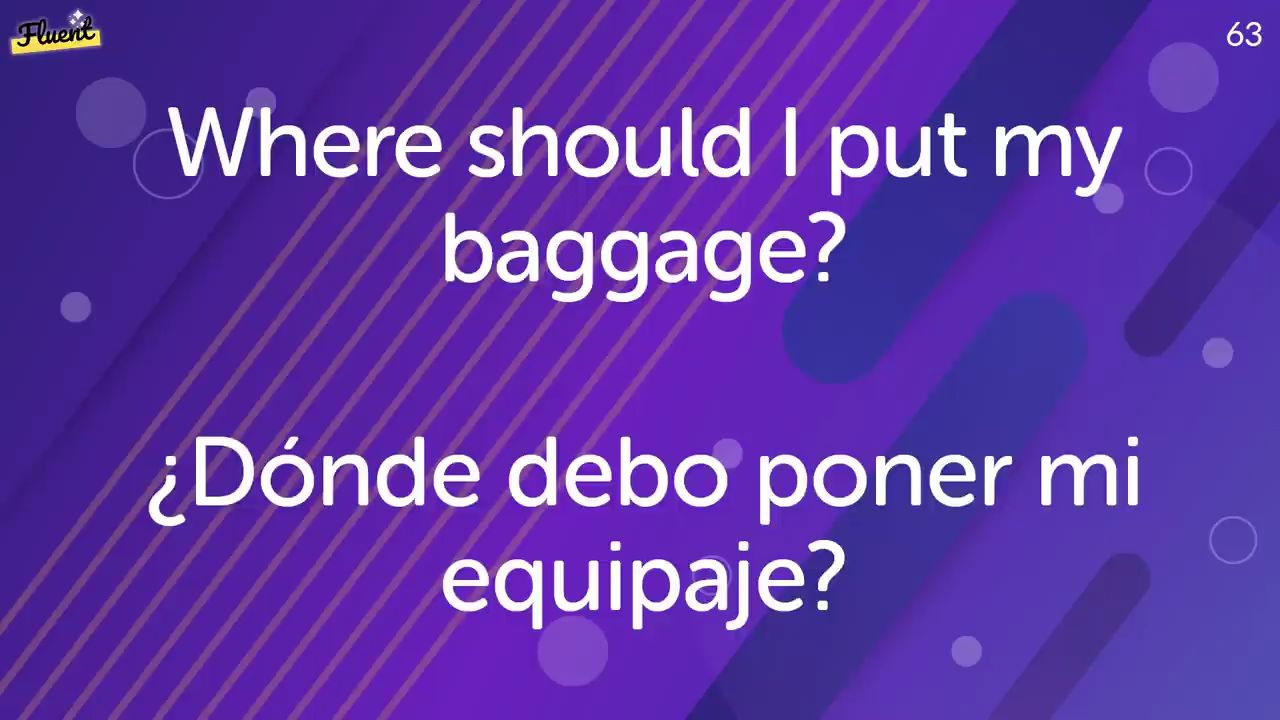 Fluent
63
Where should I put my
baggage?
¿Dónde debo poner mi
equipaje?